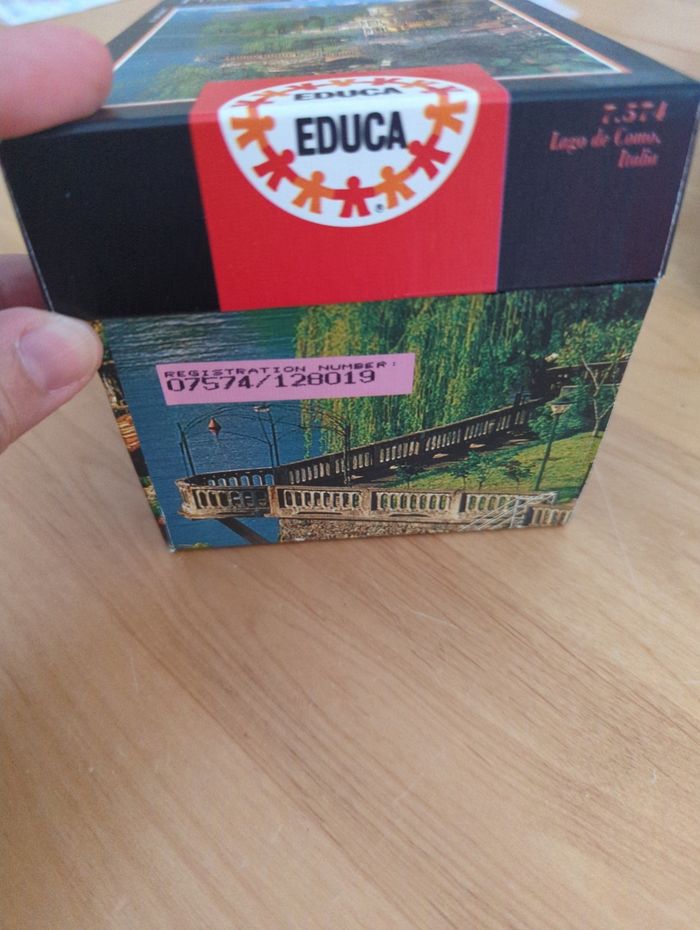 EDUCA
EDUCA
®
7.574
Lago de Como,
Italia
REGISTRATION NUMBER:
07574/128019